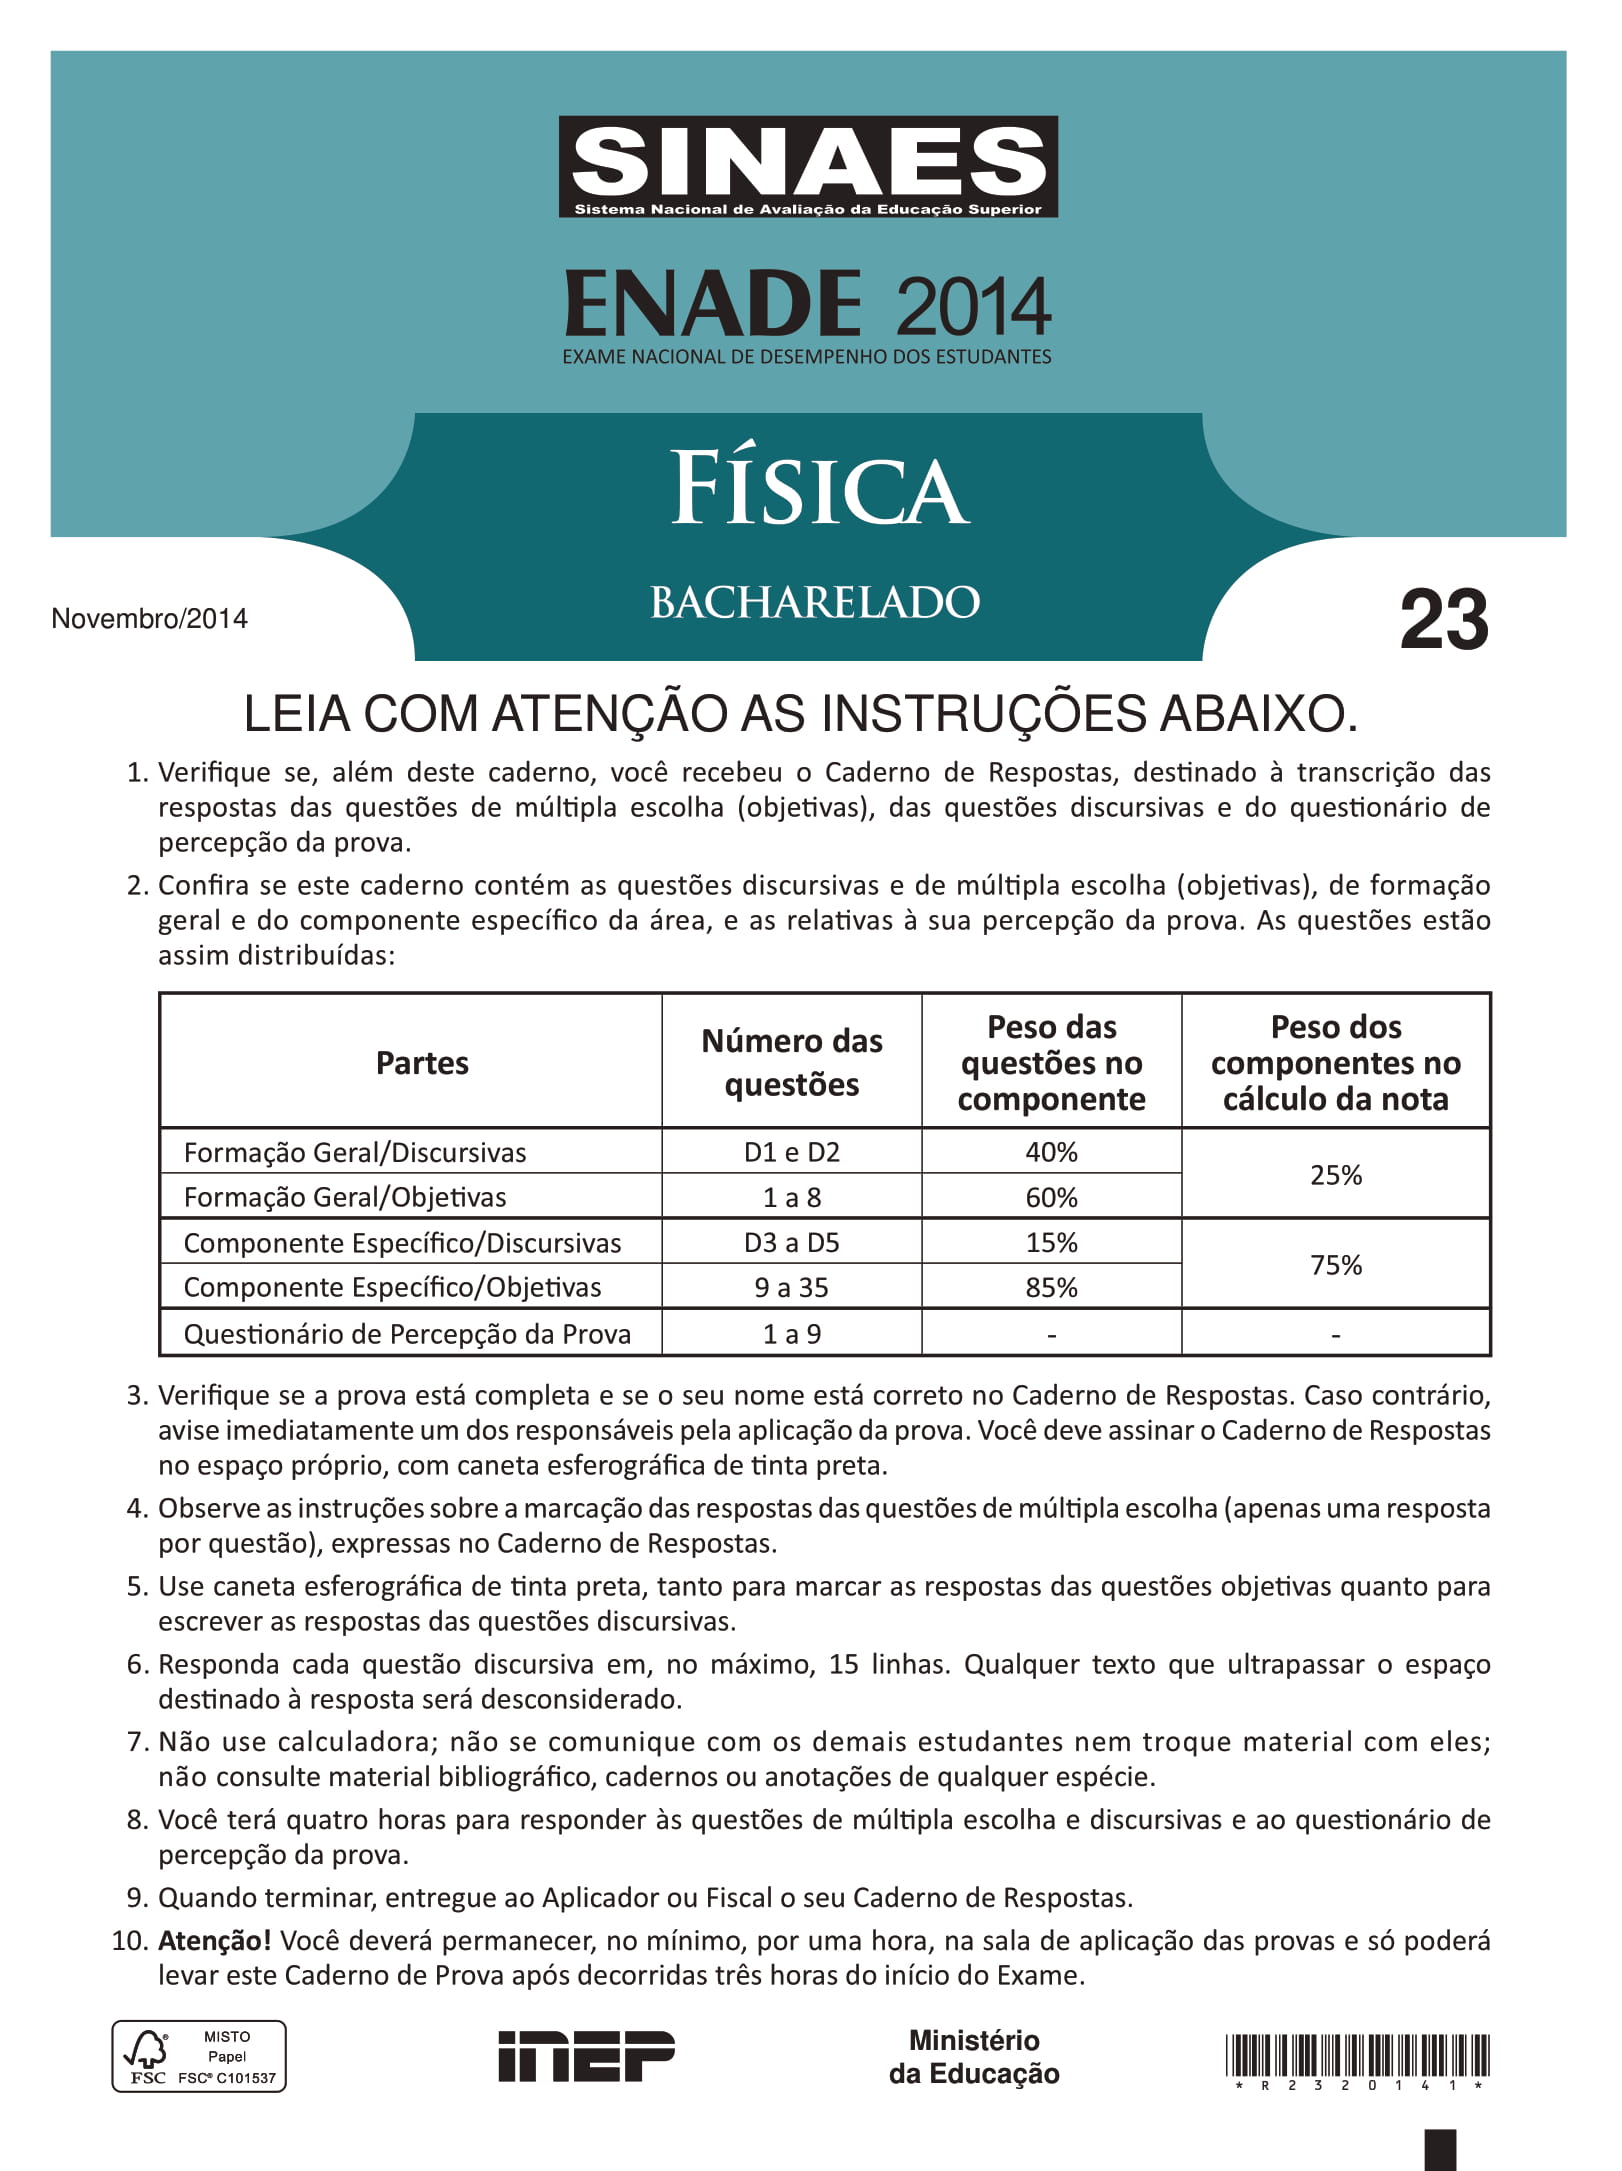 SINAES
Sistema Nacional de Avaliação da Educação Superior
ENADE 2014
EXAME NACIONAL DE DESEMPENHO DOS ESTUDANTES
FÍSICA
BACHARELADO
Novembro/2014
23
LEIA COM ATENÇÃO AS INSTRUÇÕES ABAIXO.
1. Verifique se, além deste caderno, você recebeu o Caderno de Respostas, destinado à transcrição das
respostas das questões de múltipla escolha (objetivas), das questões discursivas e do questionário de
percepção da prova.
2. Confira se este caderno contém as questões discursivas e de múltipla escolha (objetivas), de formação
geral e do componente específico da área, e as relativas à sua percepção da prova. As questões estão
assim distribuídas:
Partes
Número das
questões
Peso das
questões no
componente
Peso dos
componentes no
cálculo da nota
Formação Geral/Discursivas D1 e D2 40%
25%
Formação Geral/Objetivas 1 a 8 60%
Componente Específico/Discursivas D3 a D5 15%
75%
Componente Específico/Objetivas 9 a 35 85%
Questionário de Percepção da Prova 1 a 9 - -
3. Verifique se a prova está completa e se o seu nome está correto no Caderno de Respostas. Caso contrário,
avise imediatamente um dos responsáveis pela aplicação da prova. Você deve assinar o Caderno de Respostas
no espaço próprio, com caneta esferográfica de tinta preta.
4. Observe as instruções sobre a marcação das respostas das questões de múltipla escolha (apenas uma resposta
por questão), expressas no Caderno de Respostas.
5. Use caneta esferográfica de tinta preta, tanto para marcar as respostas das questões objetivas quanto para
escrever as respostas das questões discursivas.
6. Responda cada questão discursiva em, no máximo, 15 linhas. Qualquer texto que ultrapassar o espaço
destinado à resposta será desconsiderado.
7. Não use calculadora; não se comunique com os demais estudantes nem troque material com eles;
não consulte material bibliográfico, cadernos ou anotações de qualquer espécie.
8. Você terá quatro horas para responder às questões de múltipla escolha e discursivas e ao questionário de
percepção da prova.
9. Quando terminar, entregue ao Aplicador ou Fiscal o seu Caderno de Respostas.
10. Atenção! Você deverá permanecer, no mínimo, por uma hora, na sala de aplicação das provas e só poderá
levar este Caderno de Prova após decorridas três horas do início do Exame.
MISTO
Papel
FSC® C101537
FSC
®
INEP
Ministério
da Educação
*R2320141*